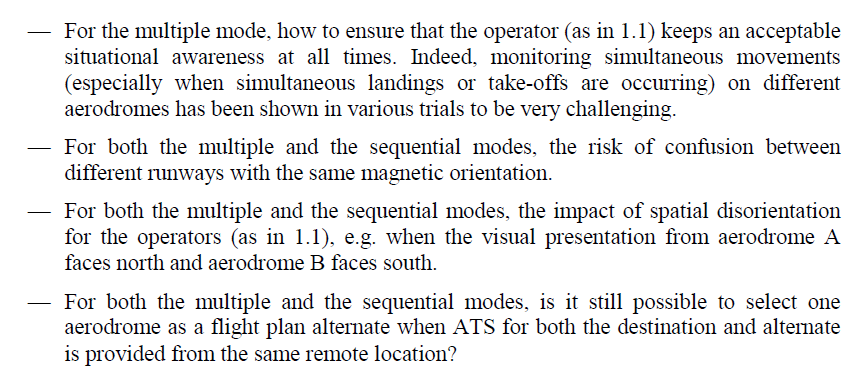 — For the multiple mode, how to ensure that the operator (as in 1.1) keeps an acceptable
situational awareness at all times. Indeed, monitoring simultaneous movements
(especially when simultaneous landings or take-offs are occurring) on different
aerodromes has been shown in various trials to be very challenging.
— For both the multiple and the sequential modes, the risk of confusion between
different runways with the same magnetic orientation.
— For both the multiple and the sequential modes, the impact of spatial disorientation
for the operators (as in 1.1), e.g. when the visual presentation from aerodrome A
faces north and aerodrome B faces south.
— For both the multiple and the sequential modes, is it still possible to select one
aerodrome as a flight plan alternate when ATS for both the destination and alternate
is provided from the same remote location?